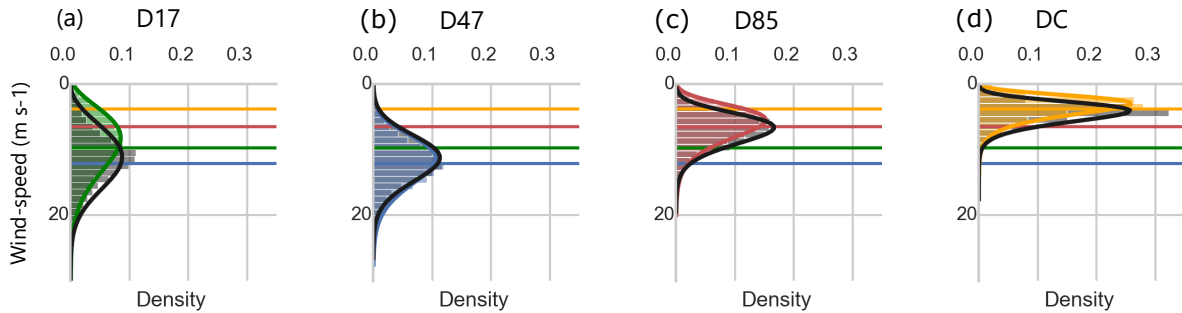 (a) D17 (b) D47 (c) D85 (d) DC
0.0 0.1 0.2 0.3 0.0 0.1 0.2 0.3 0.0 0.1 0.2 0.3 0.0 0.1 0.2 0.3
0 0 0 0
20 20 20 20
Wind-speed (m s-1)
Density Density Density Density